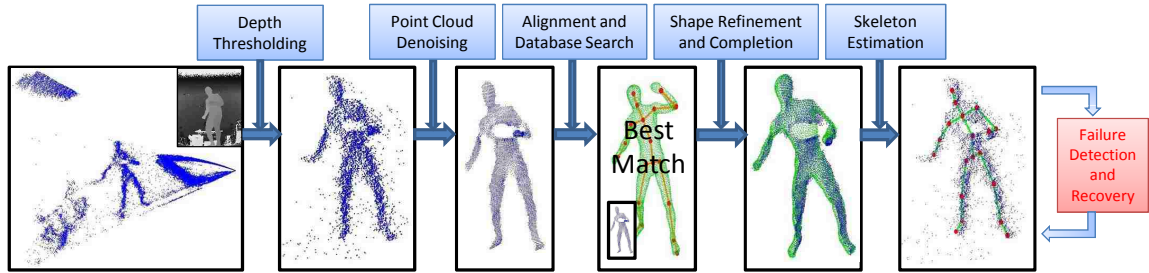 Depth
Thresholding
Point Cloud
Denoising
Alignment and
Database Search
Shape Refinement
and Completion
Skeleton
Estimation
Best
Match
Failure
Detection
and
Recovery